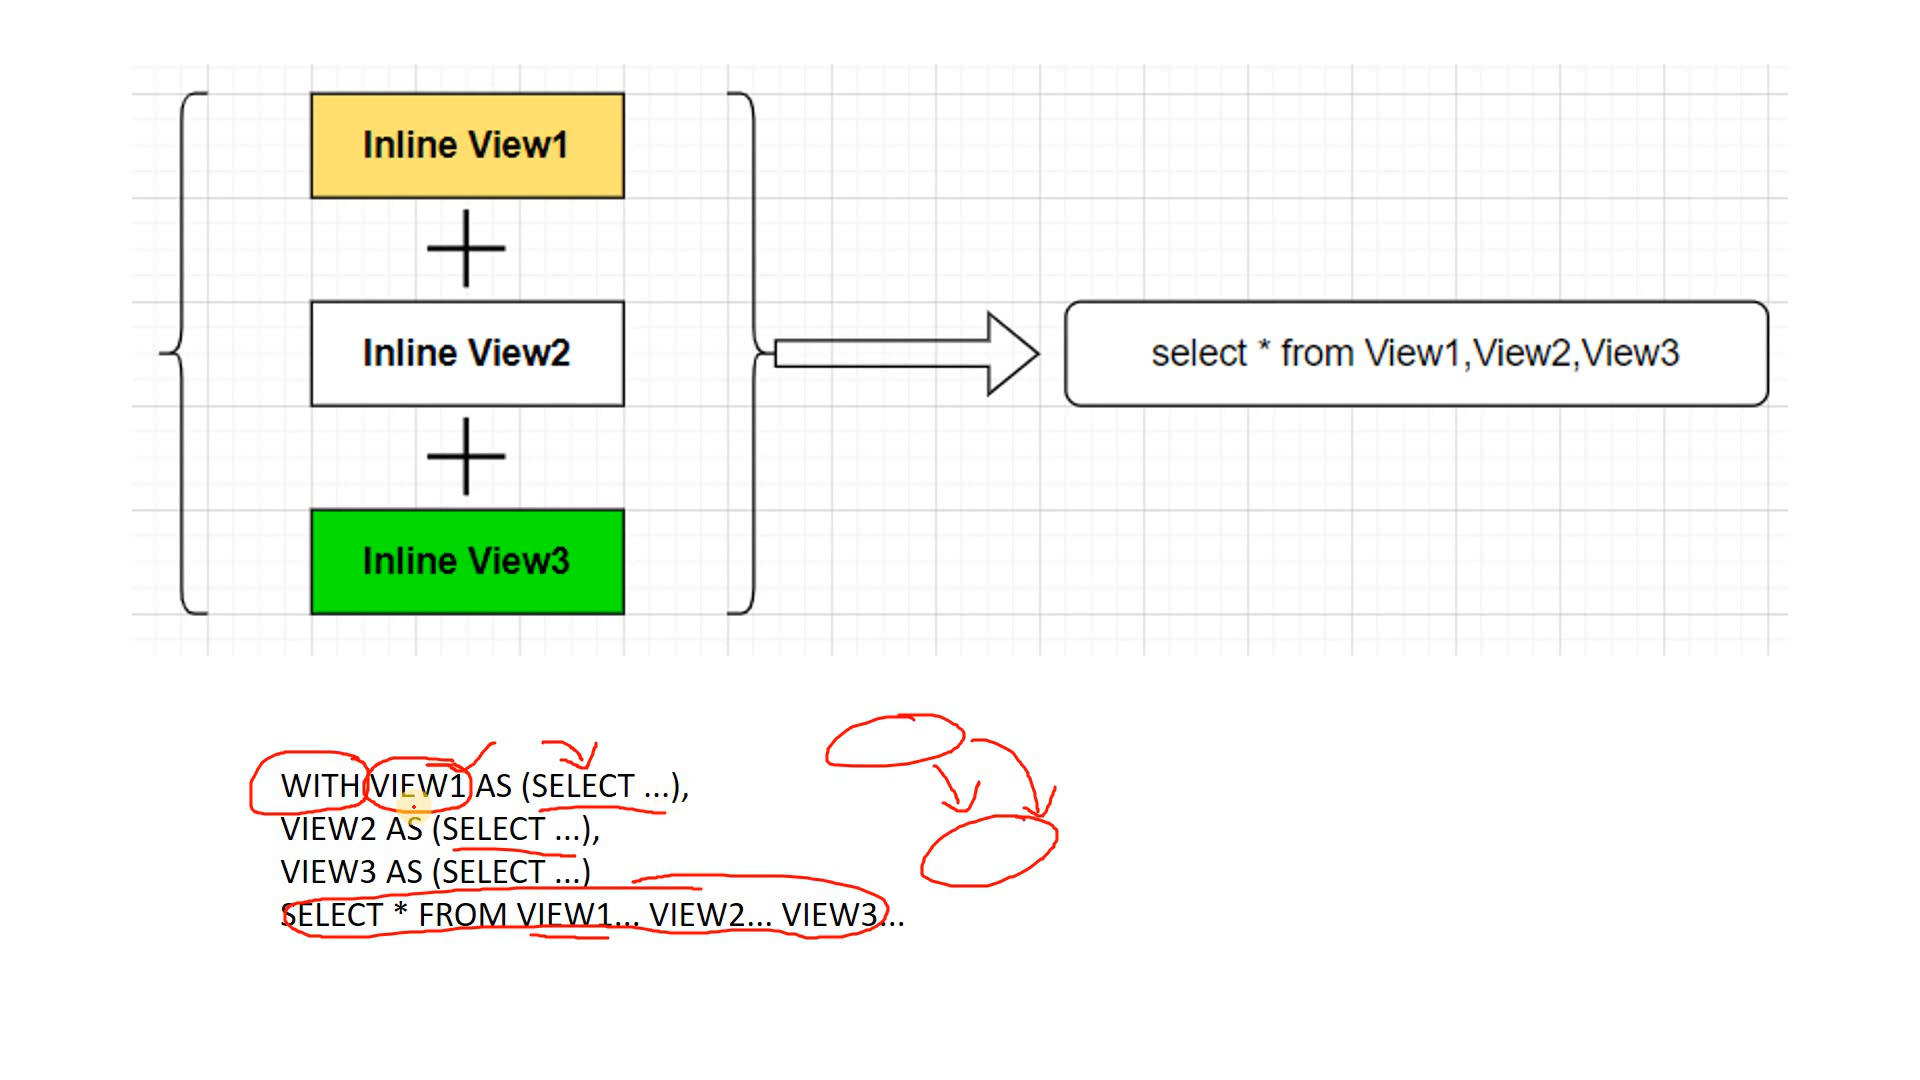 Inline View1
Inline View2
select * from View1,View2,View3
Inline View3
WITH VIEW1 AS (SELECT ...),
VIEW2 AS (SELECT ...),
VIEW3 AS (SELECT ...)
SELECT * FROM VIEW1... VIEW2... VIEW3...